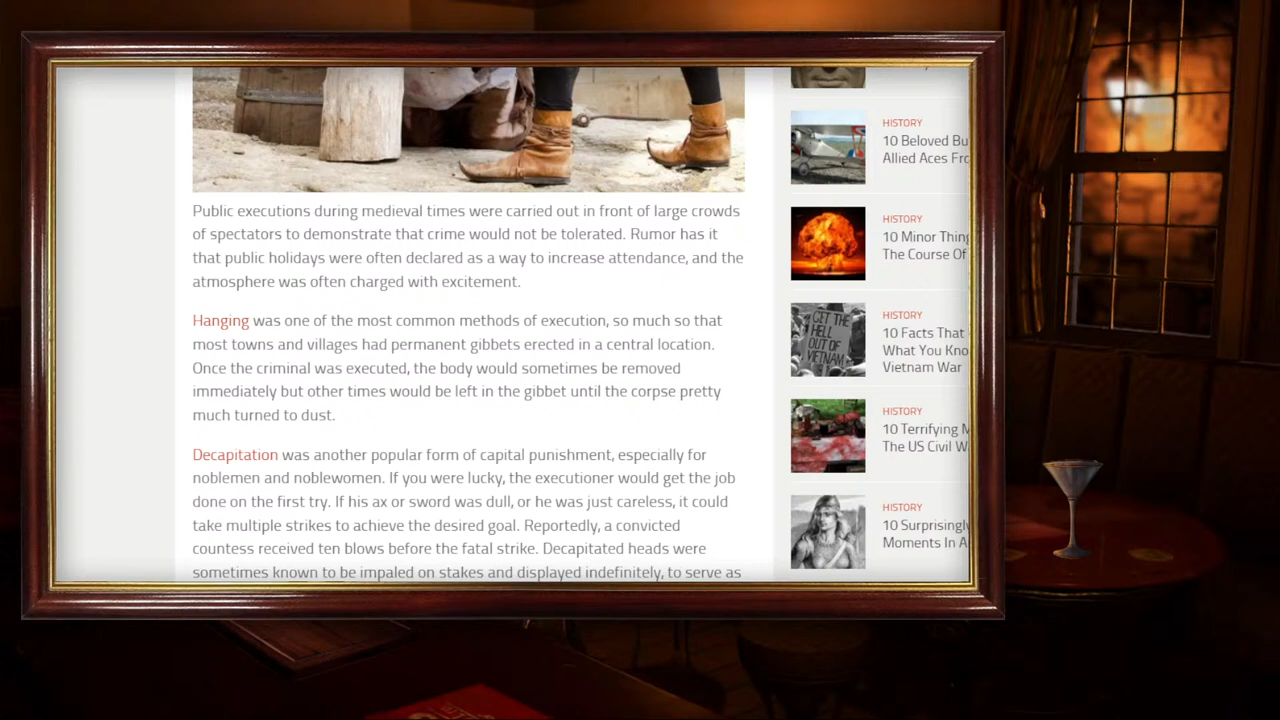 Public executions during medieval times were carried out in front of large crowds
of spectators to demonstrate that crime would not be tolerated. Rumor has it
that public holidays were often declared as a way to increase attendance, and the
atmosphere was often charged with excitement.
Hanging was one of the most common methods of execution, so much so that
most towns and villages had permanent gibbets erected in a central location.
Once the criminal was executed, the body would sometimes be removed
immediately but other times would be left in the gibbet until the corpse pretty
much turned to dust.
Decapitation was another popular form of capital punishment, especially for
noblemen and noblewomen. If you were lucky, the executioner would get the job
done on the first try. If his ax or sword was dull, or he was just careless, it could
take multiple strikes to achieve the desired goal. Reportedly, a convicted
countess received ten blows before the fatal strike. Decapitated heads were
sometimes known to be impaled on stakes and displayed indefinitely, to serve as
HISTORY
10 Beloved Bu
Allied Aces Fro
HISTORY
10 Minor Thing
The Course Of
GET THE
HELL
OUT OF
VIETNAM
HISTORY
10 Facts That
What You Kno
Vietnam War
HISTORY
10 Terrifying M
The US Civil W
HISTORY
10 Surprisingly
Moments In A